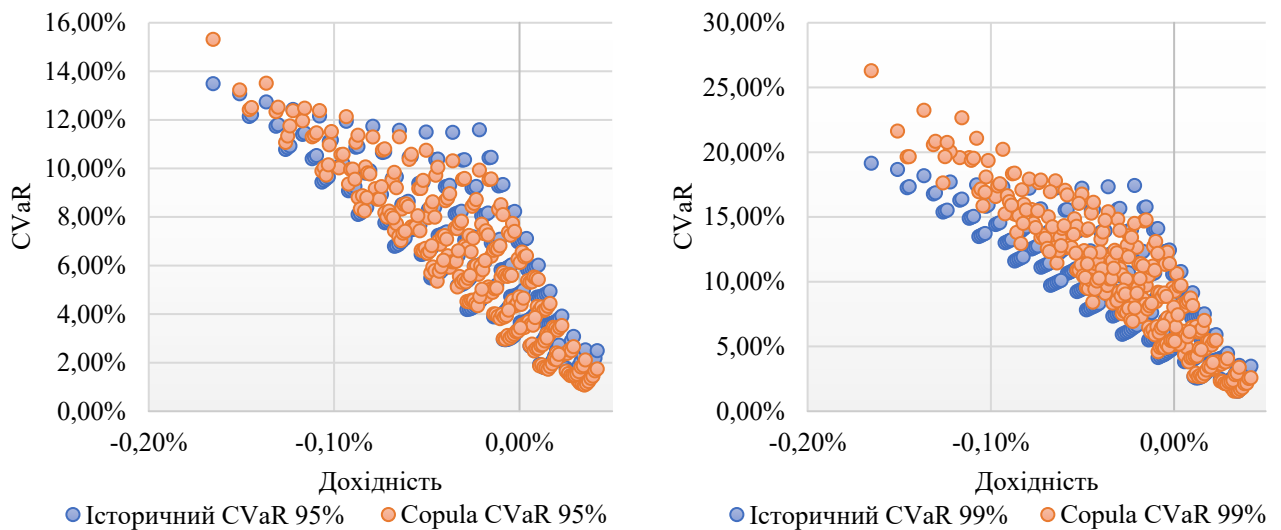 16,00%
14,00%
12,00%
10,00%
8,00%
6,00%
4,00%
2,00%
0,00%
CVaR
-0,20%
-0,10%
0,00%
Дохідність
Історичний CVaR 95%
Copula CVaR 95%
30,00%
25,00%
20,00%
15,00%
10,00%
5,00%
0,00%
CVaR
-0,20%
-0,10%
0,00%
Дохідність
Історичний CVaR 99%
Copula CVaR 99%